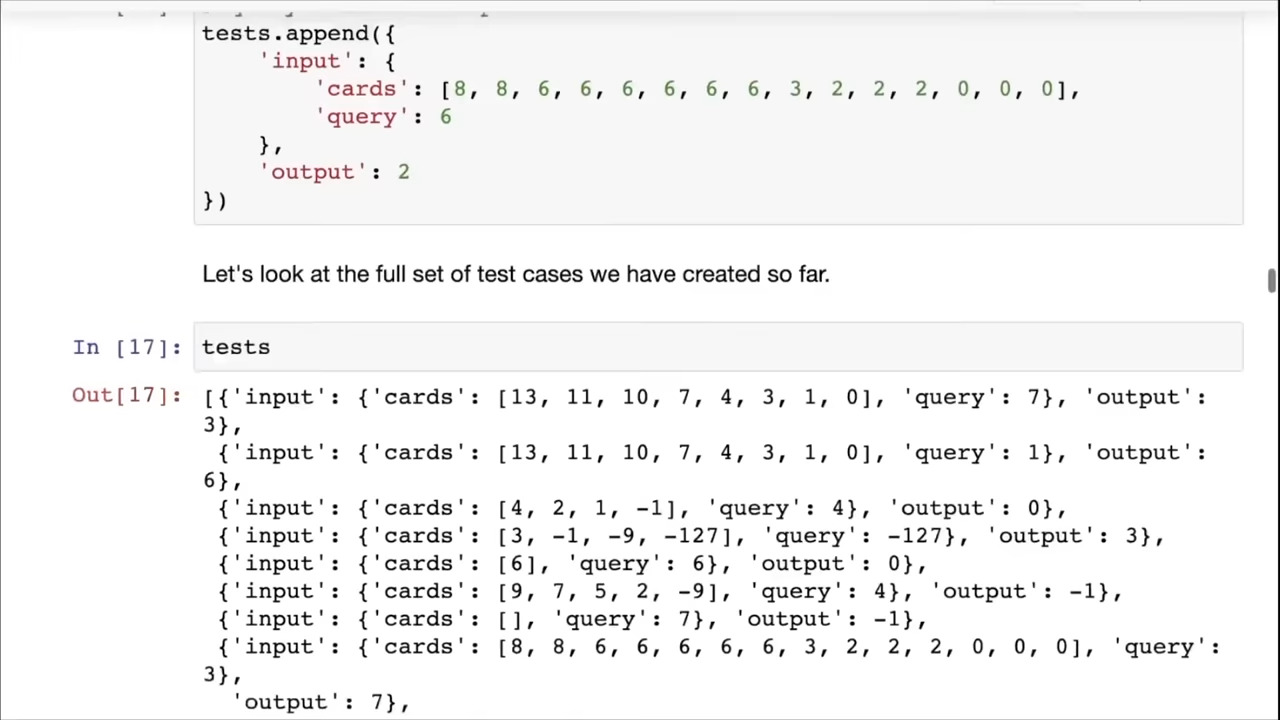 tests.append({
'input': {
'cards': [8, 8, 6, 6, 6, 6, 6, 6, 3, 2, 2, 2, 0, 0, 0],
'query': 6
},
'output': 2
})
Let's look at the full set of test cases we have created so far.
In [17]: tests
Out[17]: [{'input': {'cards': [13, 11, 10, 7, 4, 3, 1, 0], 'query': 7}, 'output':
3},
{'input': {'cards': [13, 11, 10, 7, 4, 3, 1, 0], 'query': 1}, 'output':
6},
{'input': {'cards': [4, 2, 1, -1], 'query': 4}, 'output': 0},
{'input': {'cards': [3, -1, -9, -127], 'query': -127}, 'output': 3},
{'input': {'cards': [6], 'query': 6}, 'output': 0},
{'input': {'cards': [9, 7, 5, 2, -9], 'query': 4}, 'output': -1},
{'input': {'cards': [], 'query': 7}, 'output': -1},
{'input': {'cards': [8, 8, 6, 6, 6, 6, 6, 3, 2, 2, 2, 0, 0, 0], 'query':
3},
'output': 7},